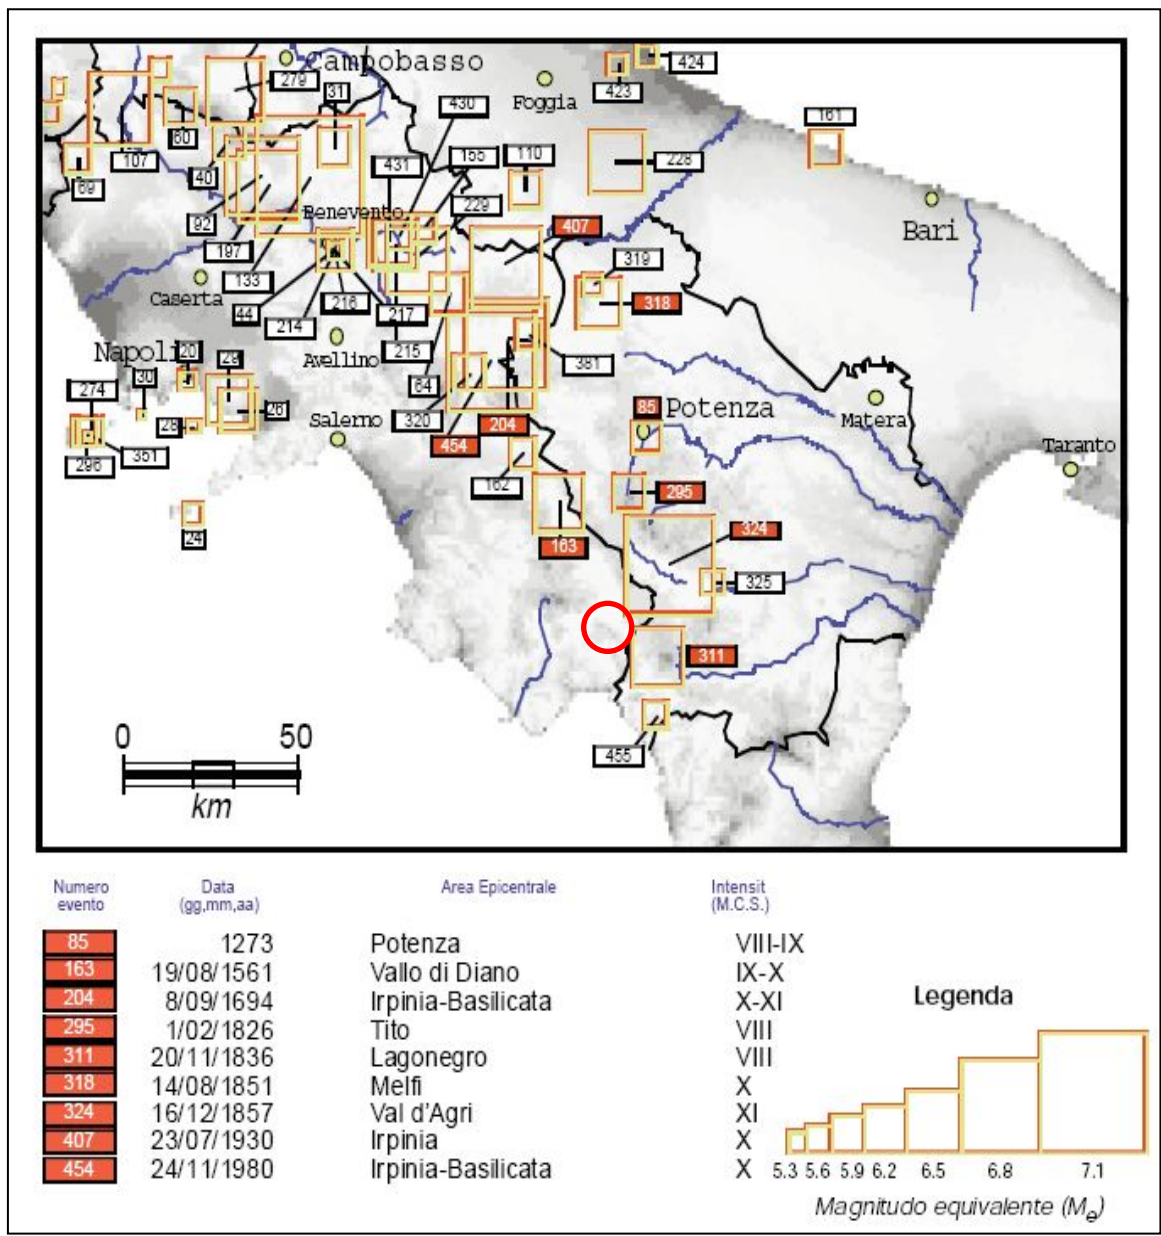 424
Campobasso
279
423
Foggia
31
430
161
60
107
431
155
110
228
69
40
229
Benevento
407
92
Bari
197
319
133
Caserta
318
44
216
217
214
Napoli
20
29
Avellino
215
381
30
274
64
85
Potenza
26
Matera
28
Salerno
320
204
454
Taranto
296
351
162
295
24
163
324
325
311
0 50
km
455
Numero evento
Data (gg,mm,aa)
Area Epicentrale
Intensit (M.C.S.)
85 1273 Potenza VIII-IX
163 19/08/1561 Vallo di Diano IX-X
204 8/09/1694 Irpinia-Basilicata X-XI
295 1/02/1826 Tito VIII
311 20/11/1836 Lagonegro VIII
318 14/08/1851 Melfi X
324 16/12/1857 Val d'Agri XI
407 23/07/1930 Irpinia X
454 24/11/1980 Irpinia-Basilicata X
Legenda
5.3 5.6 5.9 6.2 6.5 6.8 7.1
Magnitudo equivalente (Me)